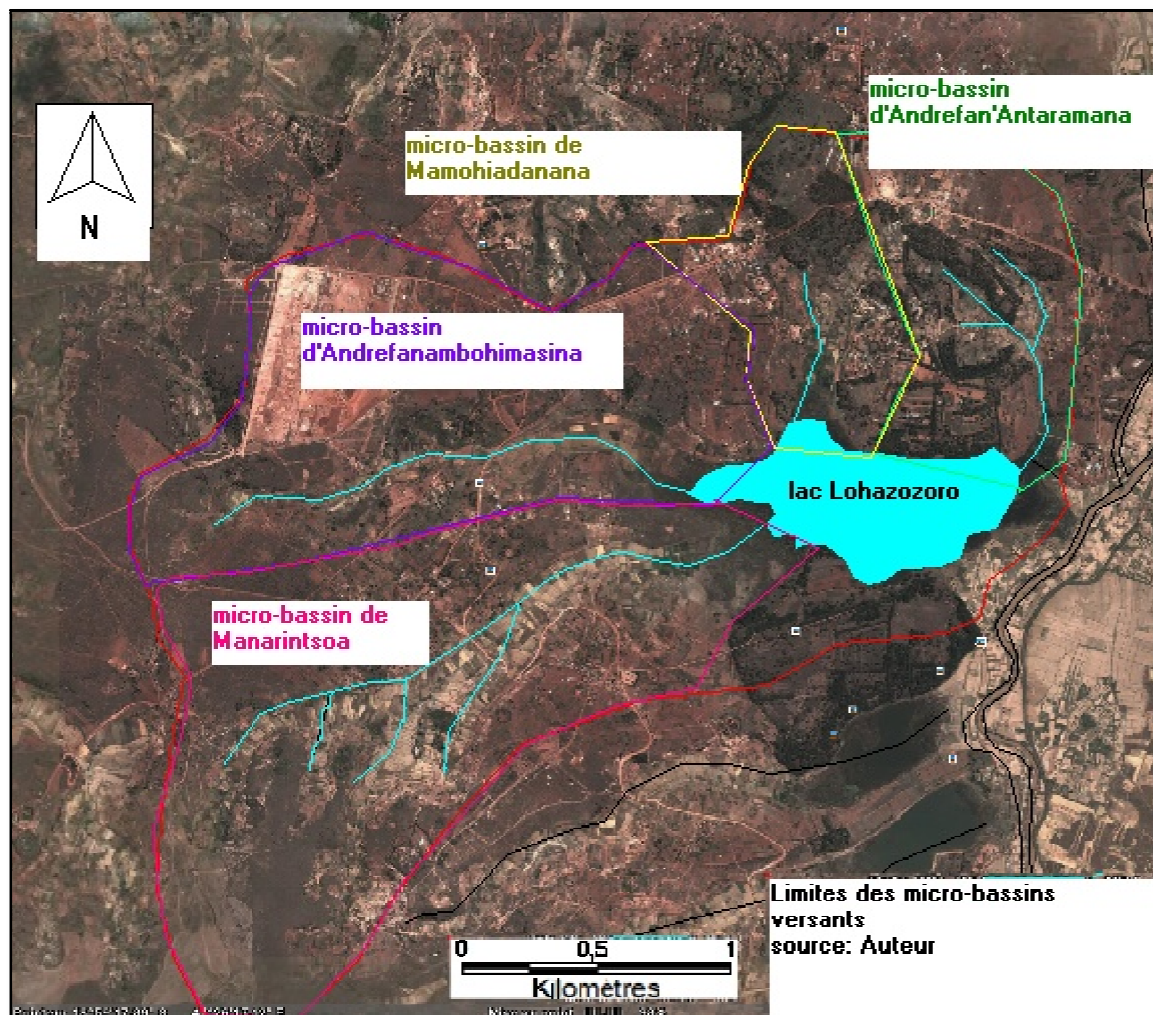 micro-bassin
d'Andrefan'Antaramana
micro-bassin de
Mamohiadanana
N
micro-bassin
d'Andrefanambohimasina
lac Lohazozoro
micro-bassin de
Manarintsoa
Limites des micro-bassins
versants
source: Auteur
0 0,5 1
Kilomètres